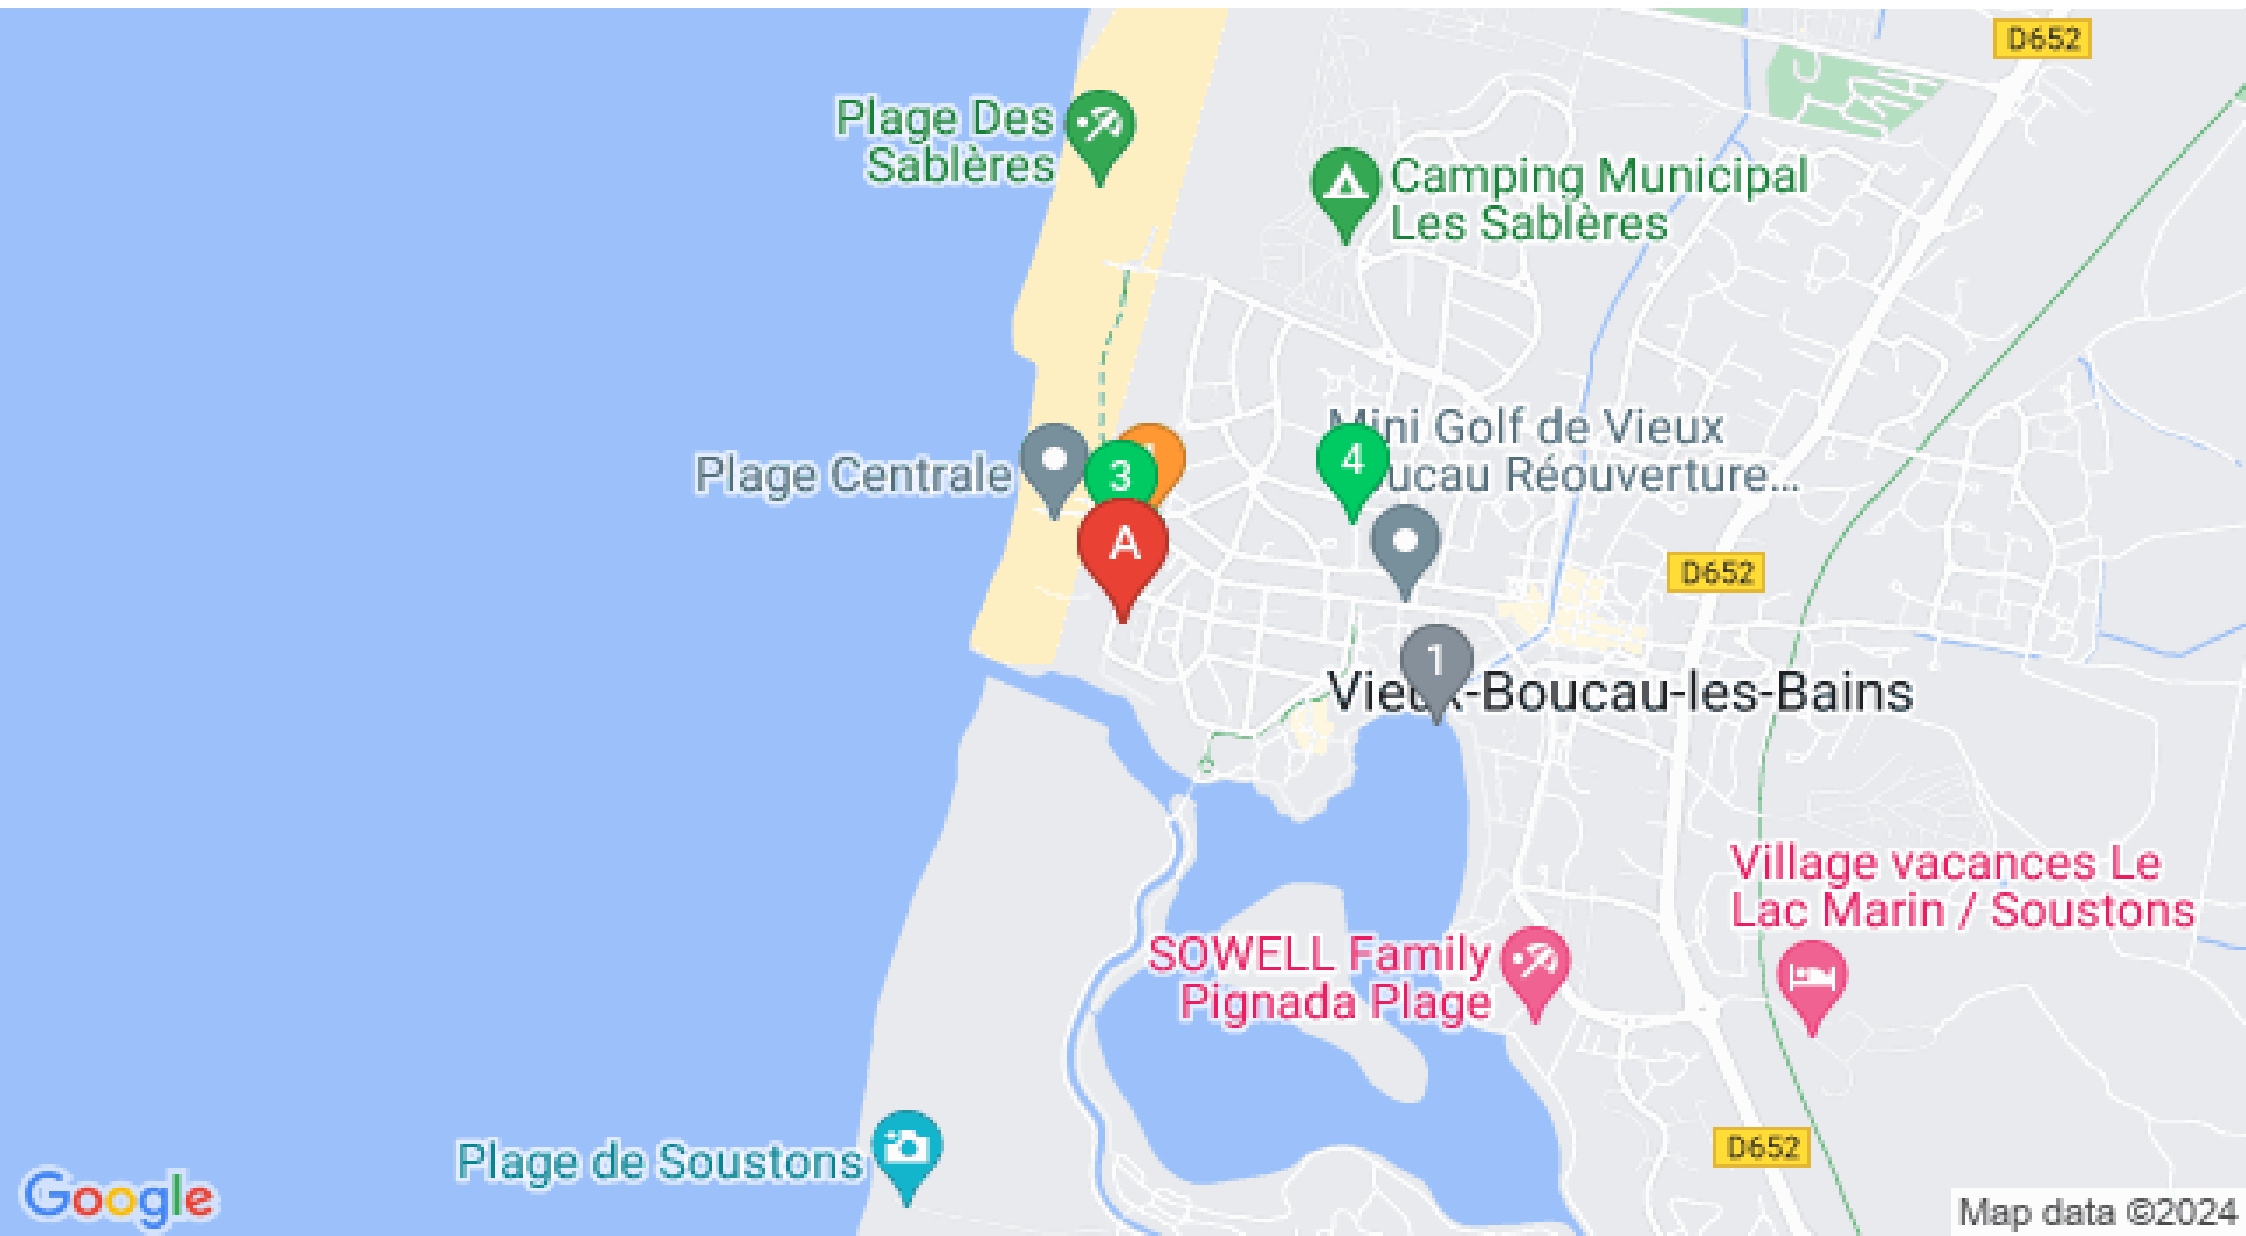 D652
Plage Des
Sablères
Camping Municipal
Les Sablères
Mini Golf de Vieux
ucau Réouverture...
Plage Centrale
3
4
A
D652
1
Vieux-Boucau-les-Bains
Village vacances Le
Lac Marin / Soustons
SOWELL Family
Pignada Plage
D652
Plage de Soustons
Google
Map data ©2024